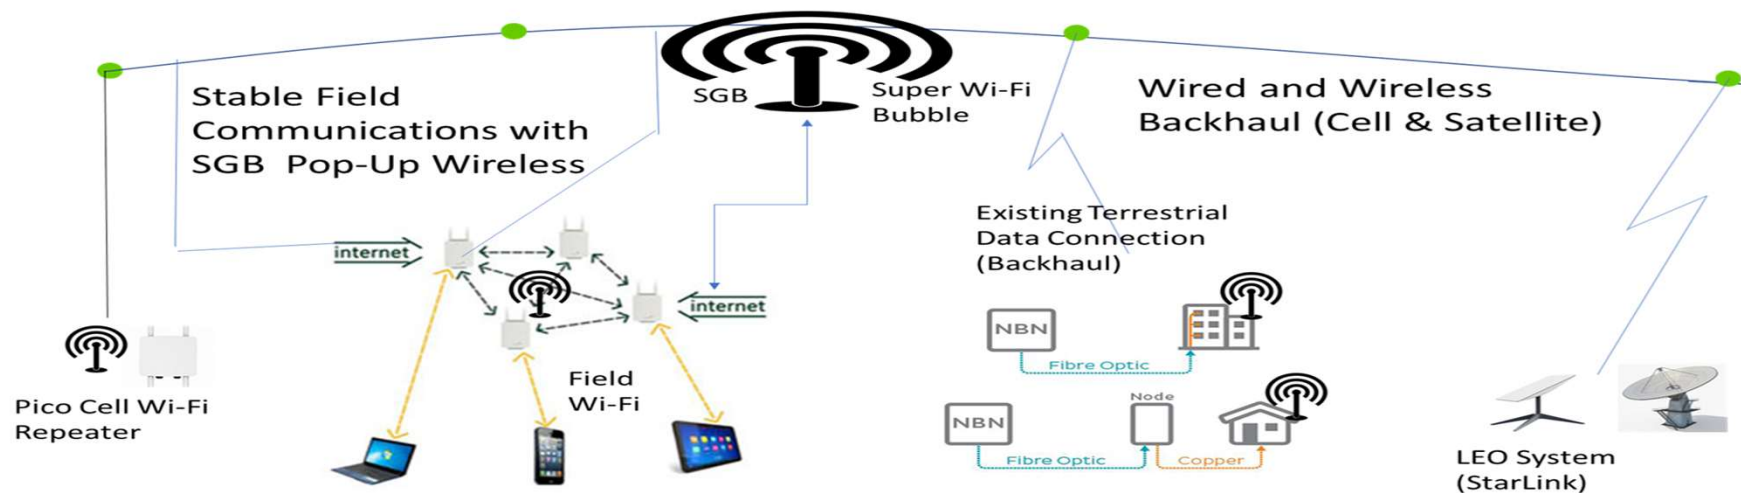 Stable Field
Communications with
SGB Pop-Up Wireless
SGB
Super Wi-Fi
Bubble
Wired and Wireless
Backhaul (Cell & Satellite)
internet
internet
Field
Wi-Fi
Pico Cell Wi-Fi
Repeater
Existing Terrestrial
Data Connection
(Backhaul)
NBN
Fibre Optic
NBN
Node
Fibre Optic
Copper
LEO System
(StarLink)